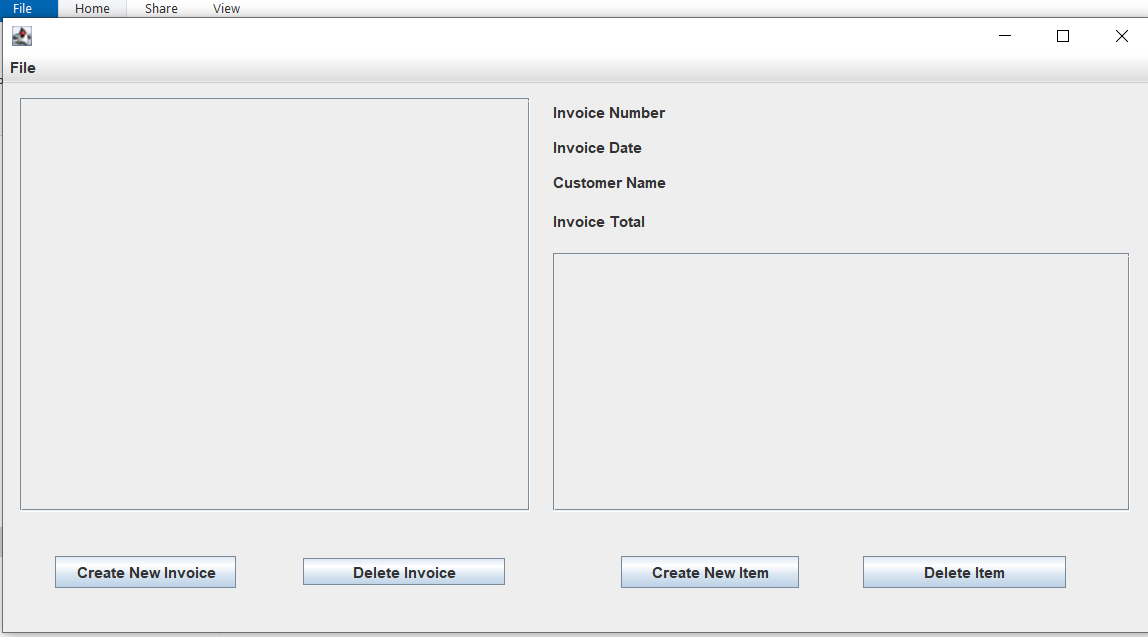 File Home Share View
File
Invoice Number
Invoice Date
Customer Name
Invoice Total
Create New Invoice Delete Invoice Create New Item Delete Item